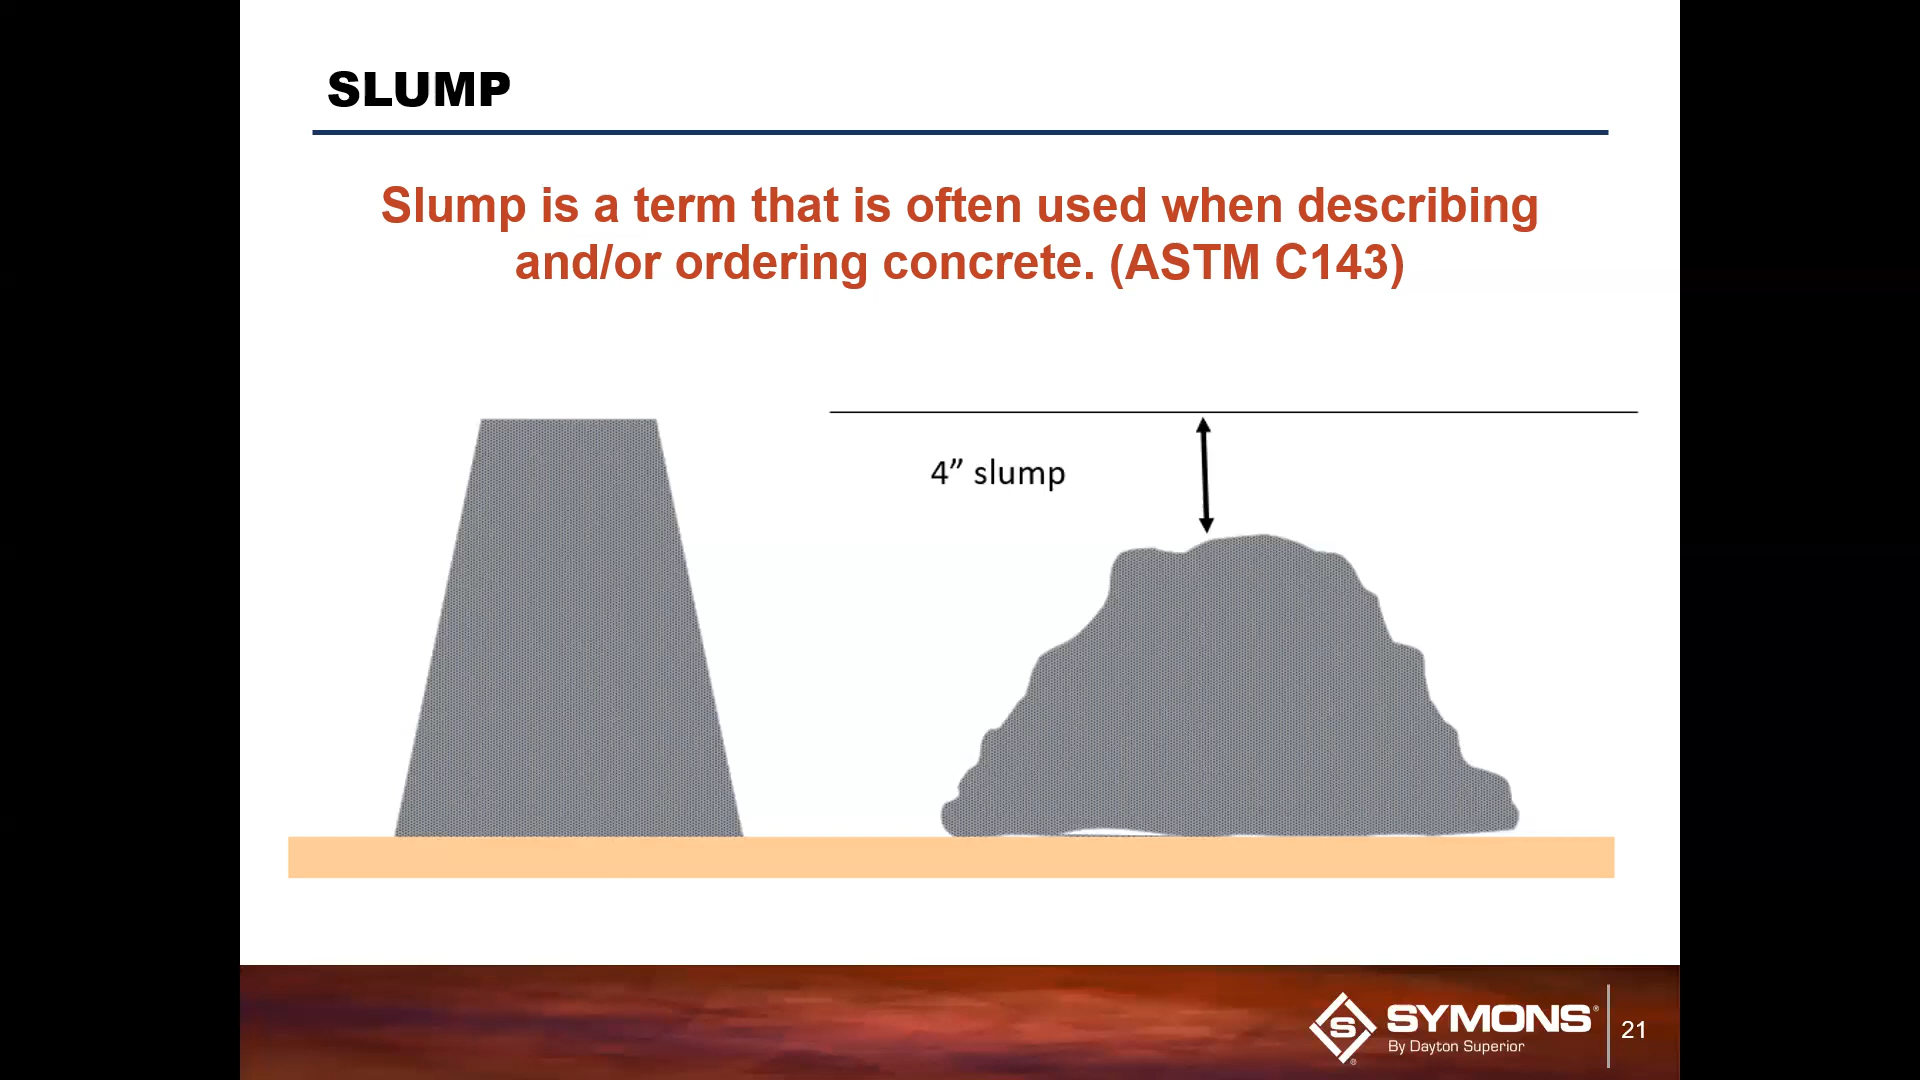 SLUMP
Slump is a term that is often used when describing
and/or ordering concrete. (ASTM C143)
4” slump
S SYMONS®
By Dayton Superior
®
21